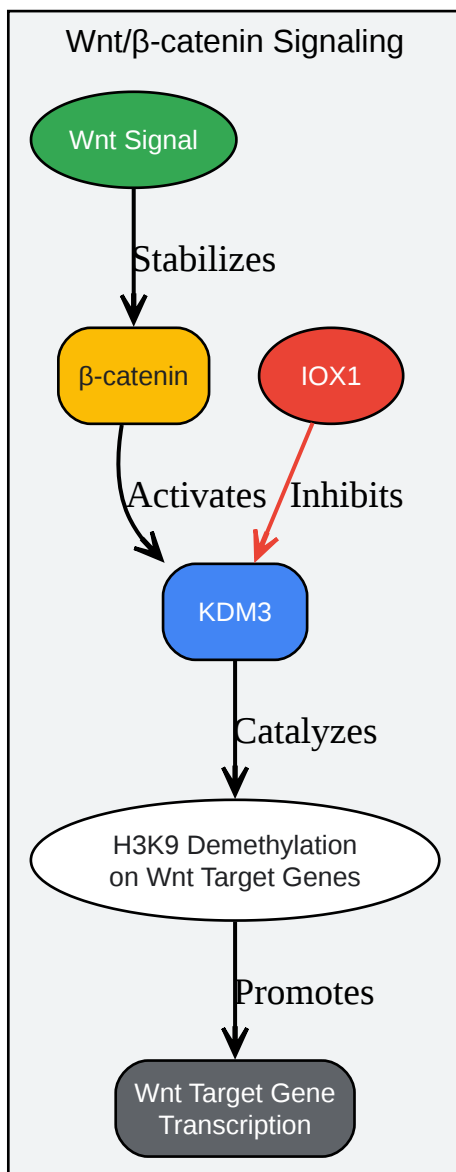 Wnt/β-catenin Signaling
Wnt Signal
Stabilizes
β-catenin
IOX1
Activates
Inhibits
KDM3
Catalyzes
H3K9 Demethylation
on Wnt Target Genes
Promotes
Wnt Target Gene
Transcription